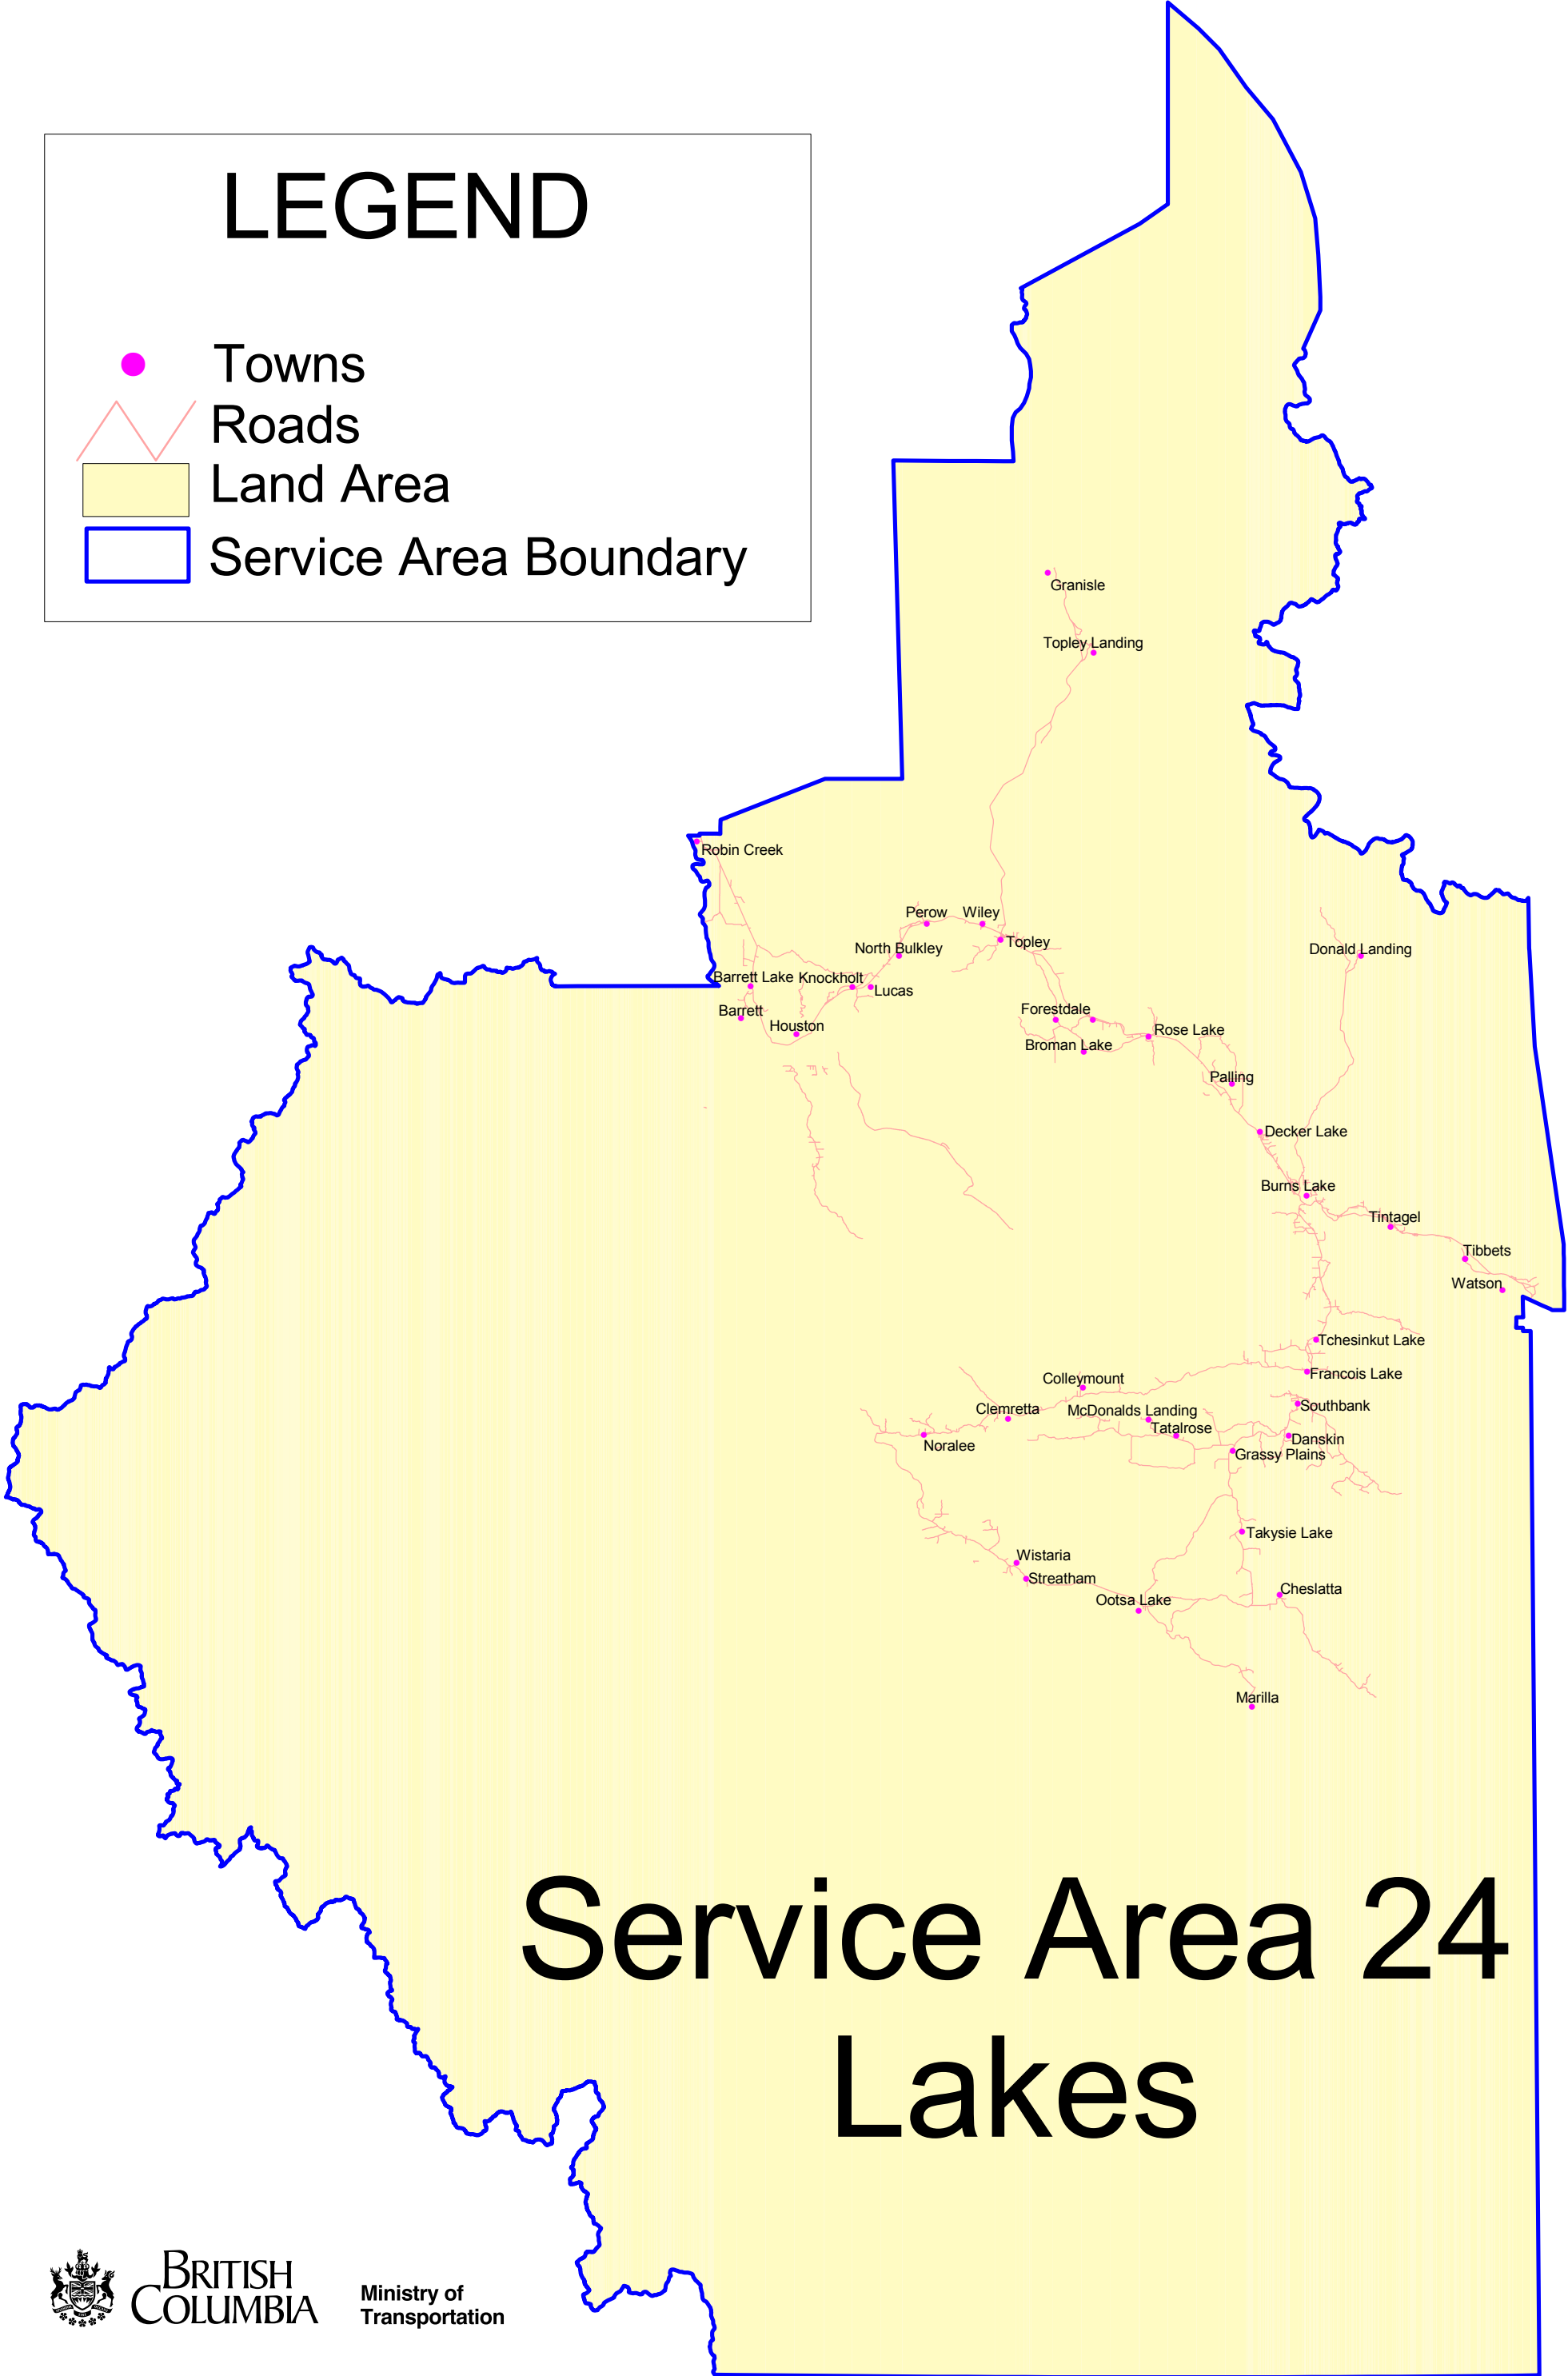 LEGEND
Towns
Roads
Land Area
Service Area Boundary
Granisle
Topley Landing
Robin Creek
Perow
Wiley
Topley
North Bulkley
Donald Landing
Barrett Lake
Knockholt
Lucas
Barrett
Houston
Forestdale
Rose Lake
Broman Lake
Palling
Decker Lake
Burns Lake
Tintagel
Tibbets
Watson
Tchesinkut Lake
Francois Lake
Colleymount
Clemretta
McDonalds Landing
Southbank
Tatalrose
Noralee
Danskin
Grassy Plains
Takysie Lake
Wistaria
Streatham
Cheslatta
Ootsa Lake
Marilla
Service Area 24
Lakes
BRITISH
COLUMBIA
Ministry of
Transportation